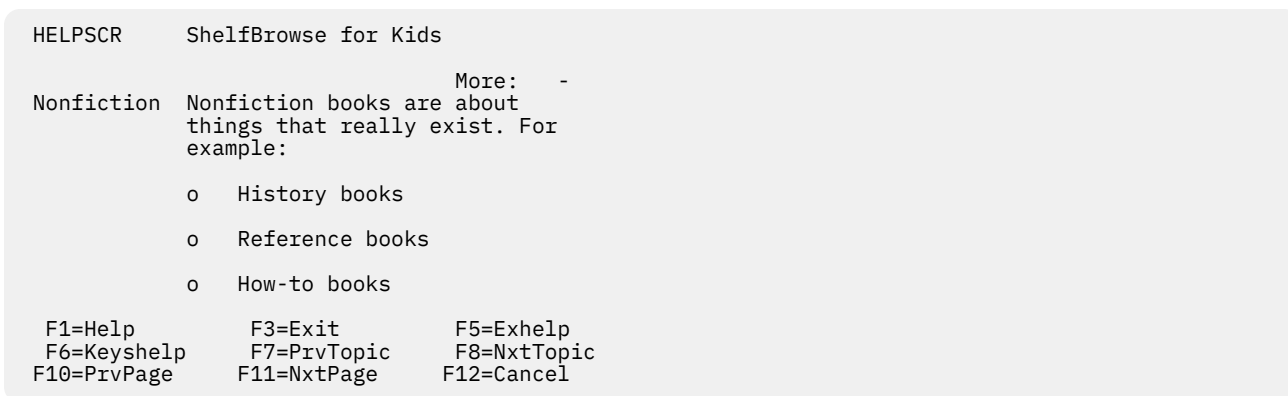 HELPSCR     ShelfBrowse for Kids
More:   -
Nonfiction  Nonfiction books are about
things that really exist. For
example:
o   History books
o   Reference books
o   How-to books
F1=Help         F3=Exit         F5=Exhelp
F6=Keyshelp     F7=PrvTopic     F8=NxtTopic
F10=PrvPage     F11=NxtPage     F12=Cancel